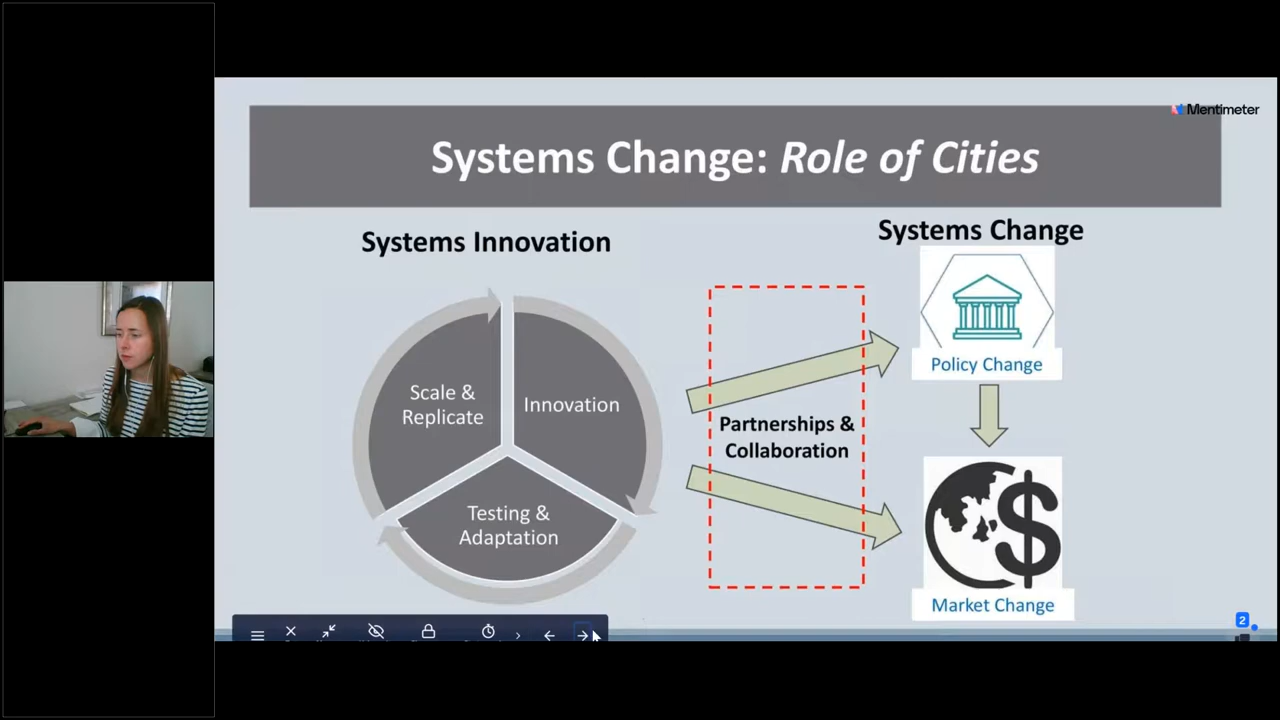 Mentimeter
Systems Change: Role of Cities
Systems Innovation
Systems Change
Scale &
Replicate
Innovation
Testing &
Adaptation
Partnerships &
Collaboration
Policy Change
$
Market Change
2